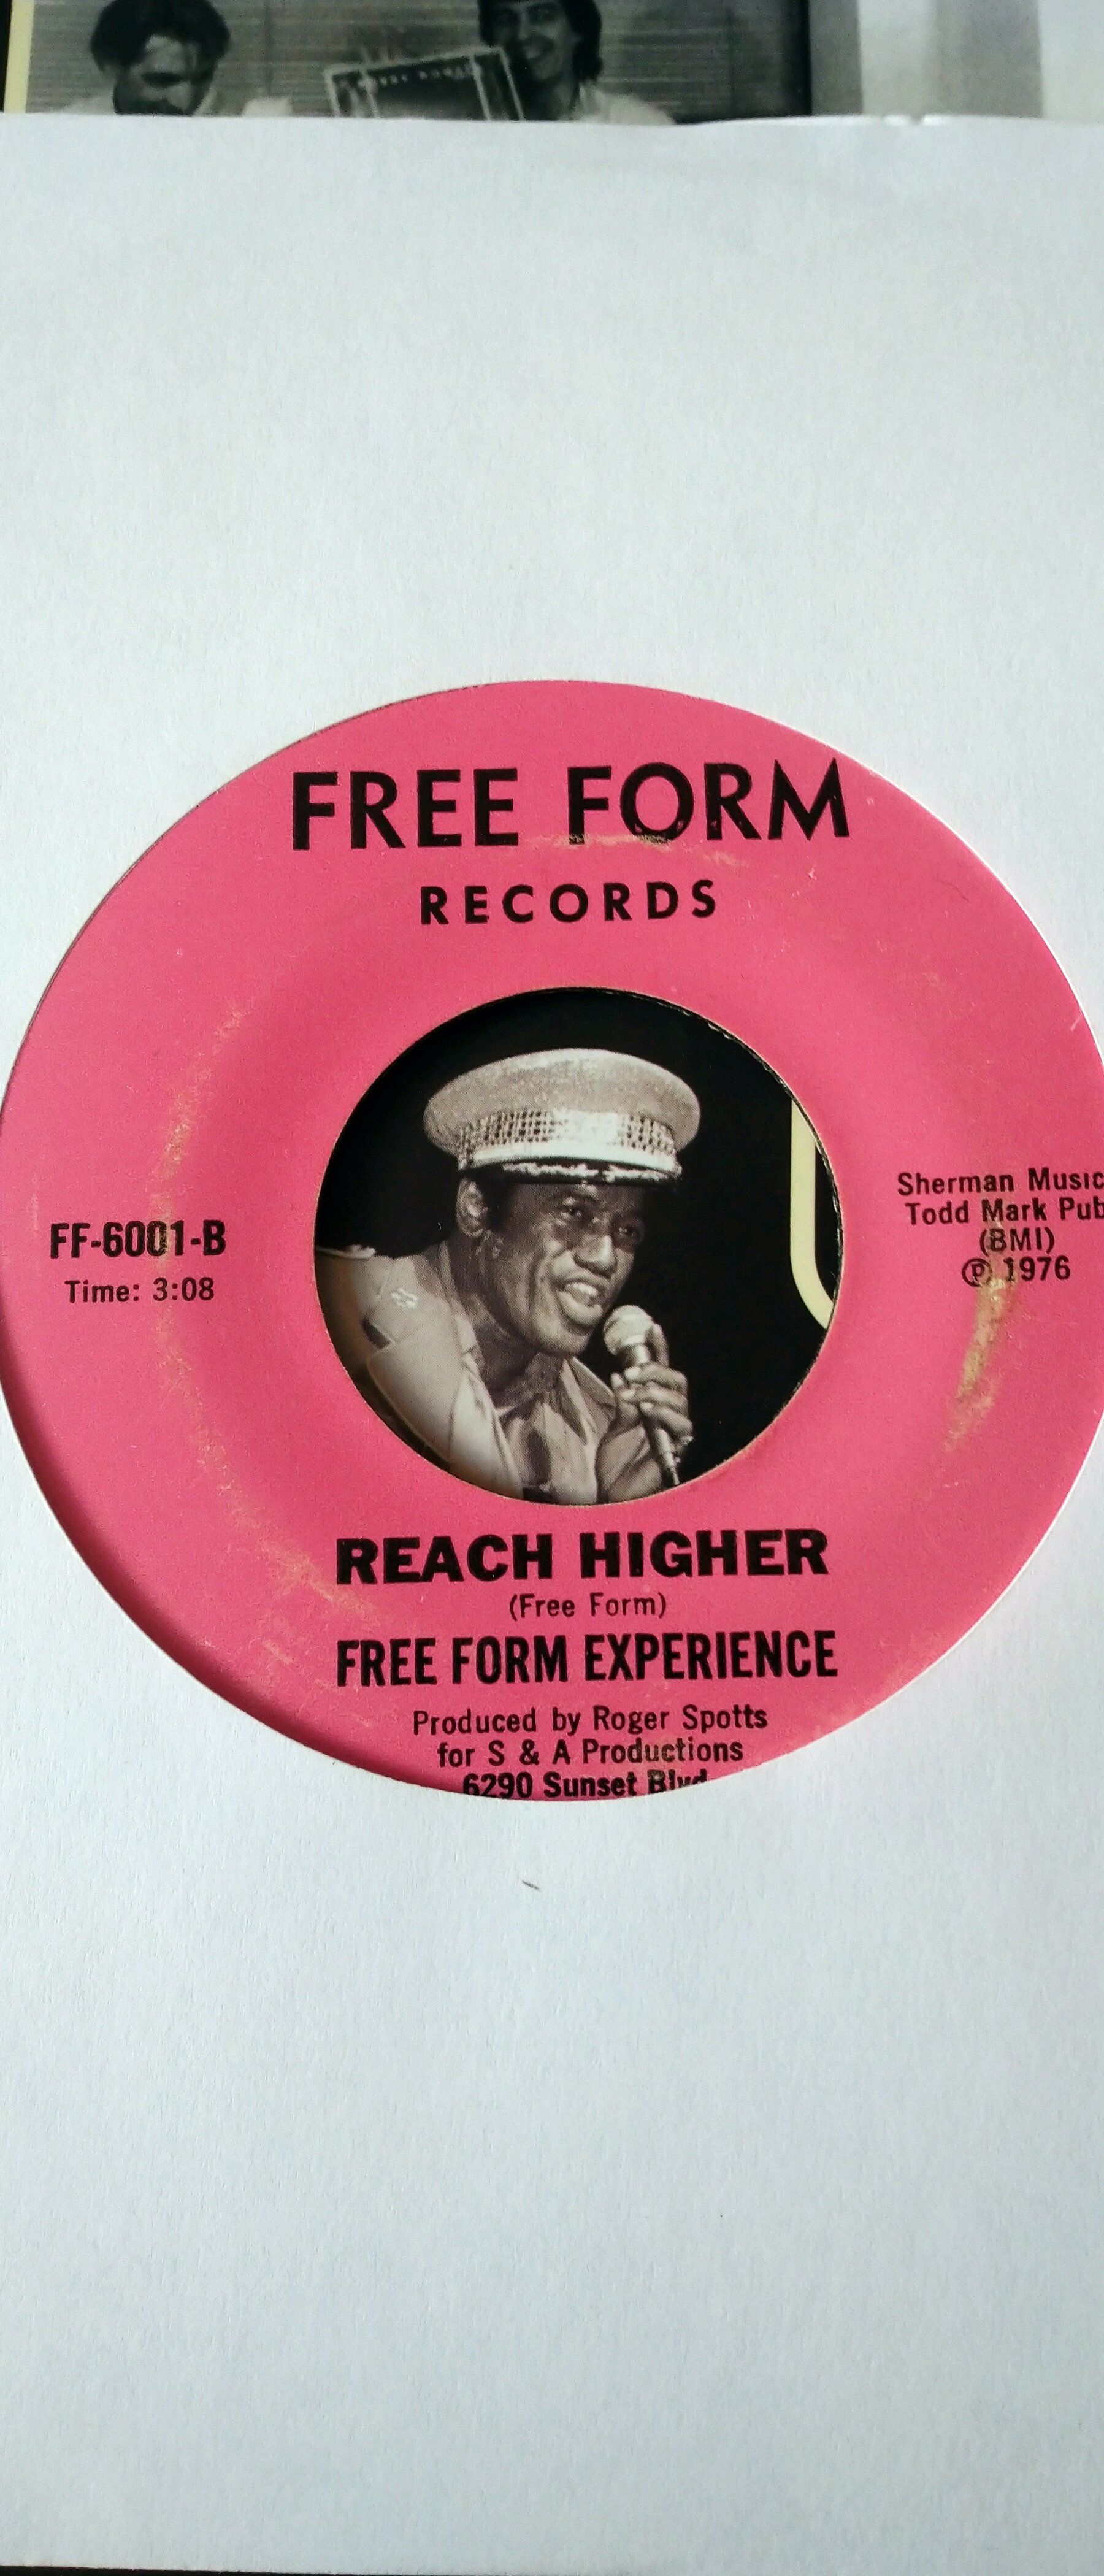 FREE FORM
RECORDS
FF-6001-B
Time: 3:08
Sherman Music
Todd Mark Pub
(BMI)
℗ 1976
REACH HIGHER
(Free Form)
FREE FORM EXPERIENCE
Produced by Roger Spotts
for S & A Productions
6290 Sunset Blvd